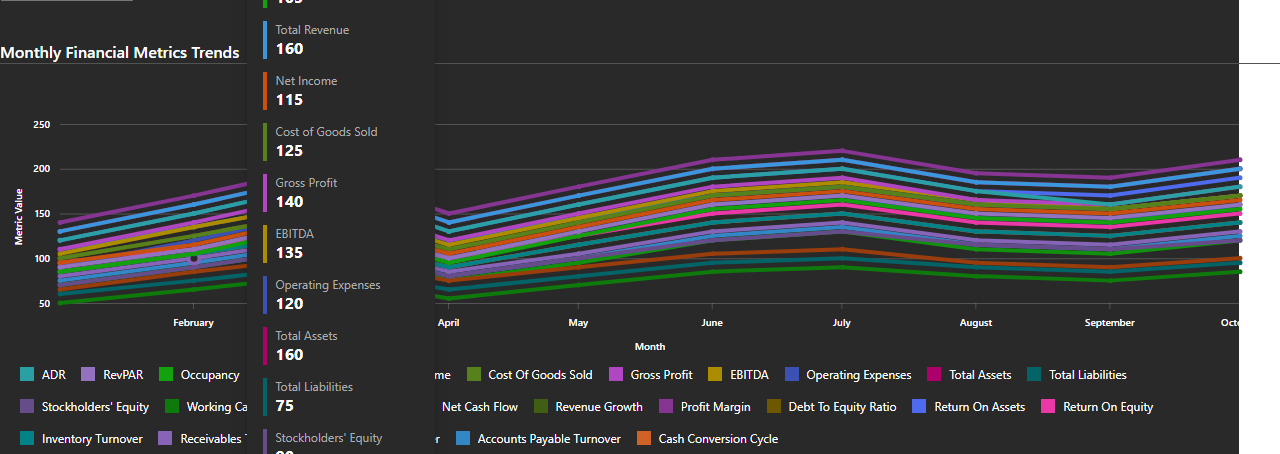 Total Revenue
160
Monthly Financial Metrics Trends
Net Income
115
Cost of Goods Sold
125
Gross Profit
140
EBITDA
135
Operating Expenses
120
Total Assets
160
Total Liabilities
75
Stockholders' Equity
250
200
150
100
50
Metric Value
February
April
May
June
July
August
September
Octo
Month
ADR
RevPAR
Occupancy
me
Cost Of Goods Sold
Gross Profit
EBITDA
Operating Expenses
Total Assets
Total Liabilities
Stockholders' Equity
Working Ca
Net Cash Flow
Revenue Growth
Profit Margin
Debt To Equity Ratio
Return On Assets
Return On Equity
Inventory Turnover
Receivables T
r
Accounts Payable Turnover
Cash Conversion Cycle